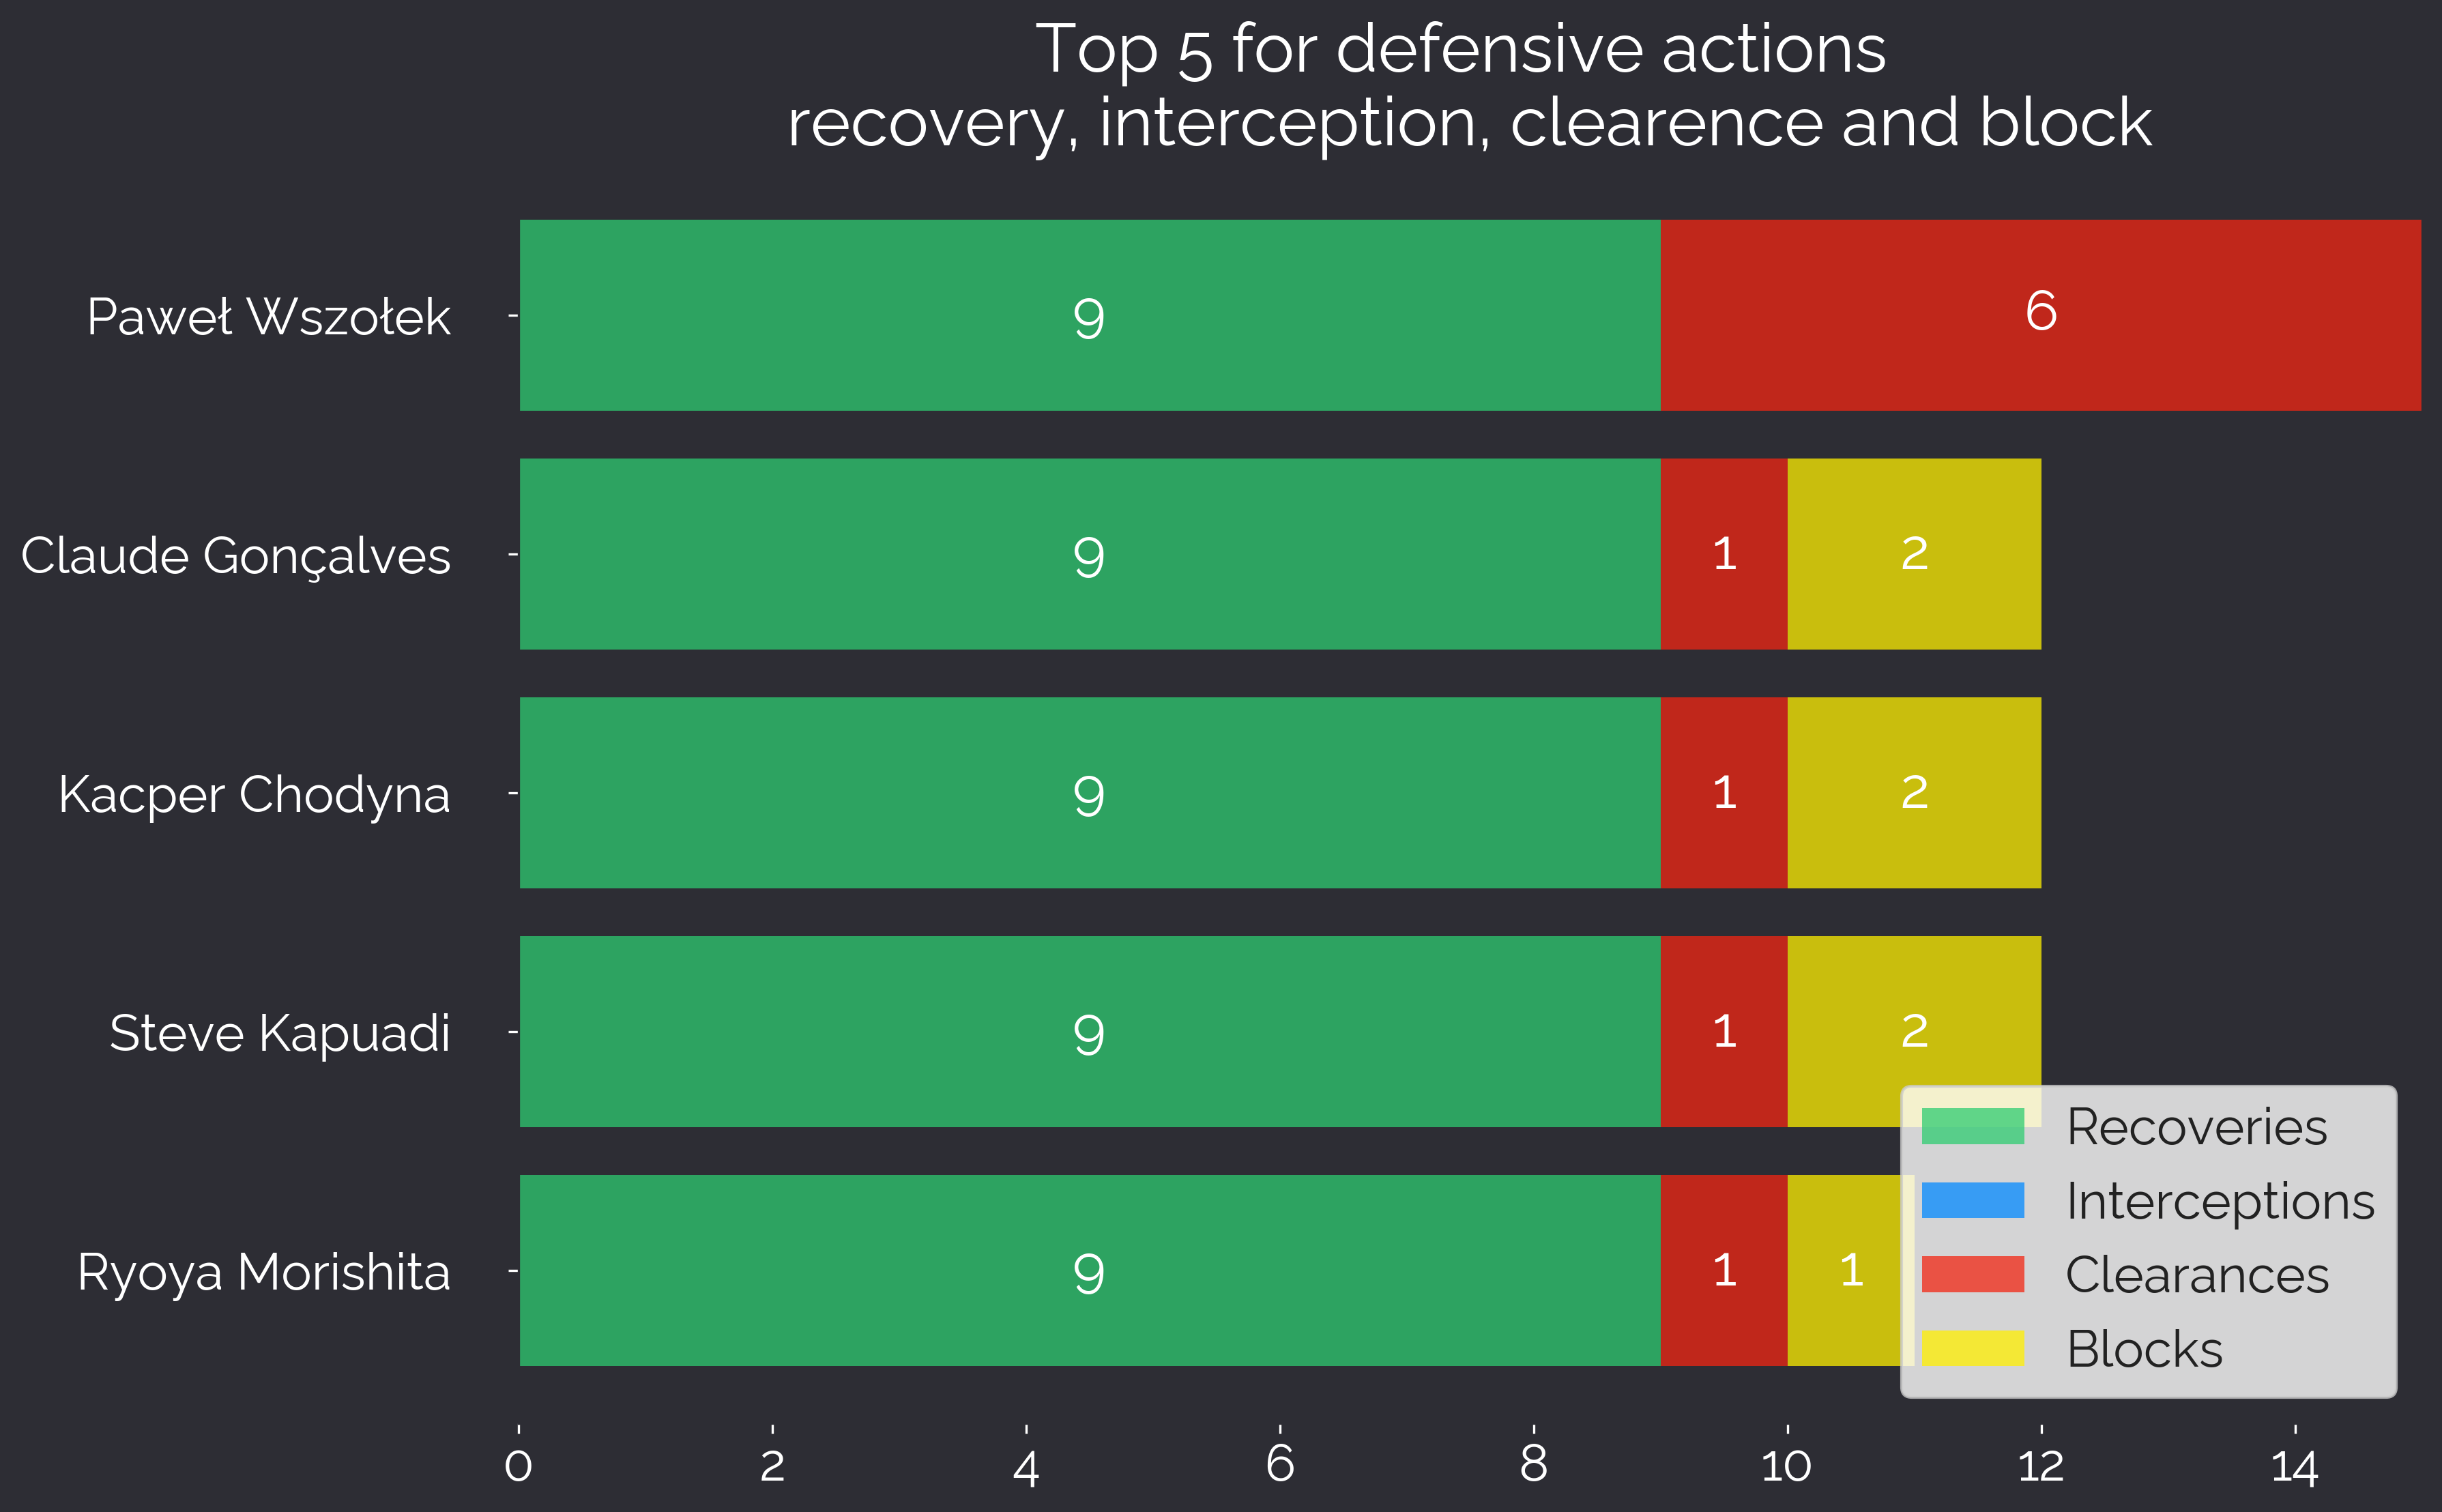 Top 5 for defensive actions
recovery, interception, clearence and block
Paweł Wszołek
9
6
Claude Gonçalves
9
1
2
Kacper Chodyna
9
1
2
Steve Kapuadi
9
1
2
Ryoya Morishita
9
1
1
Recoveries
Interceptions
Clearances
Blocks
0 2 4 6 8 10 12 14